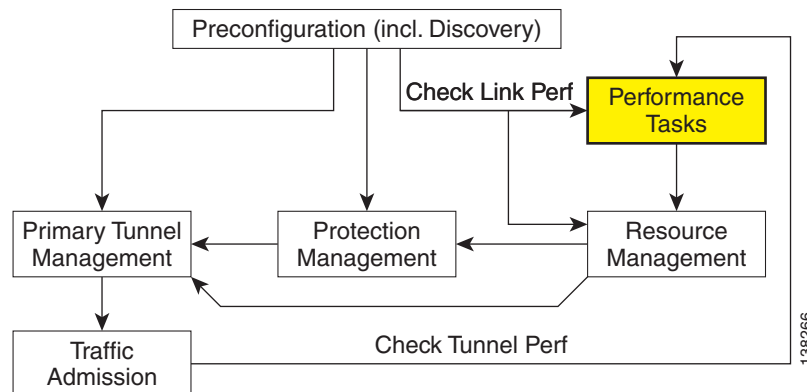 Preconfiguration (incl. Discovery)
Check Link Perf
Performance
Tasks
Primary Tunnel
Management
Protection
Management
Resource
Management
Traffic
Admission
Check Tunnel Perf
138266